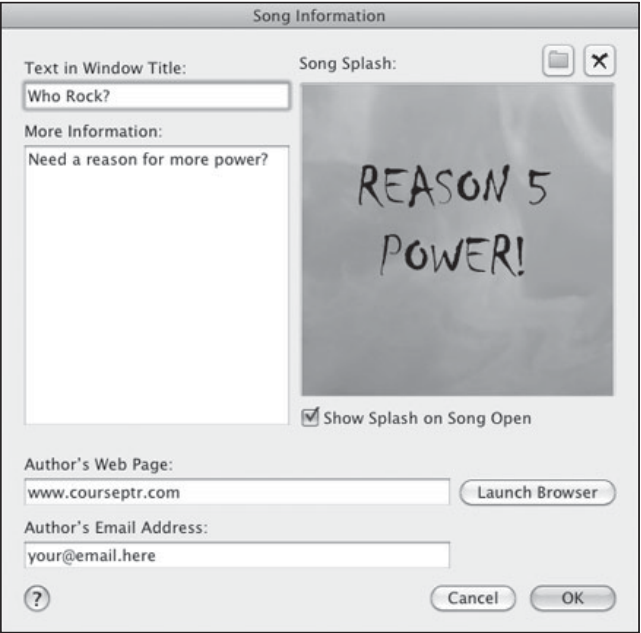 Song Information
Text in Window Title:
Who Rock?
More Information:
Need a reason for more power?
Song Splash:
REASON 5
POWER!
Show Splash on Song Open
Author's Web Page:
www.courseptr.com
Launch Browser
Author's Email Address:
your@email.here
?
Cancel
OK